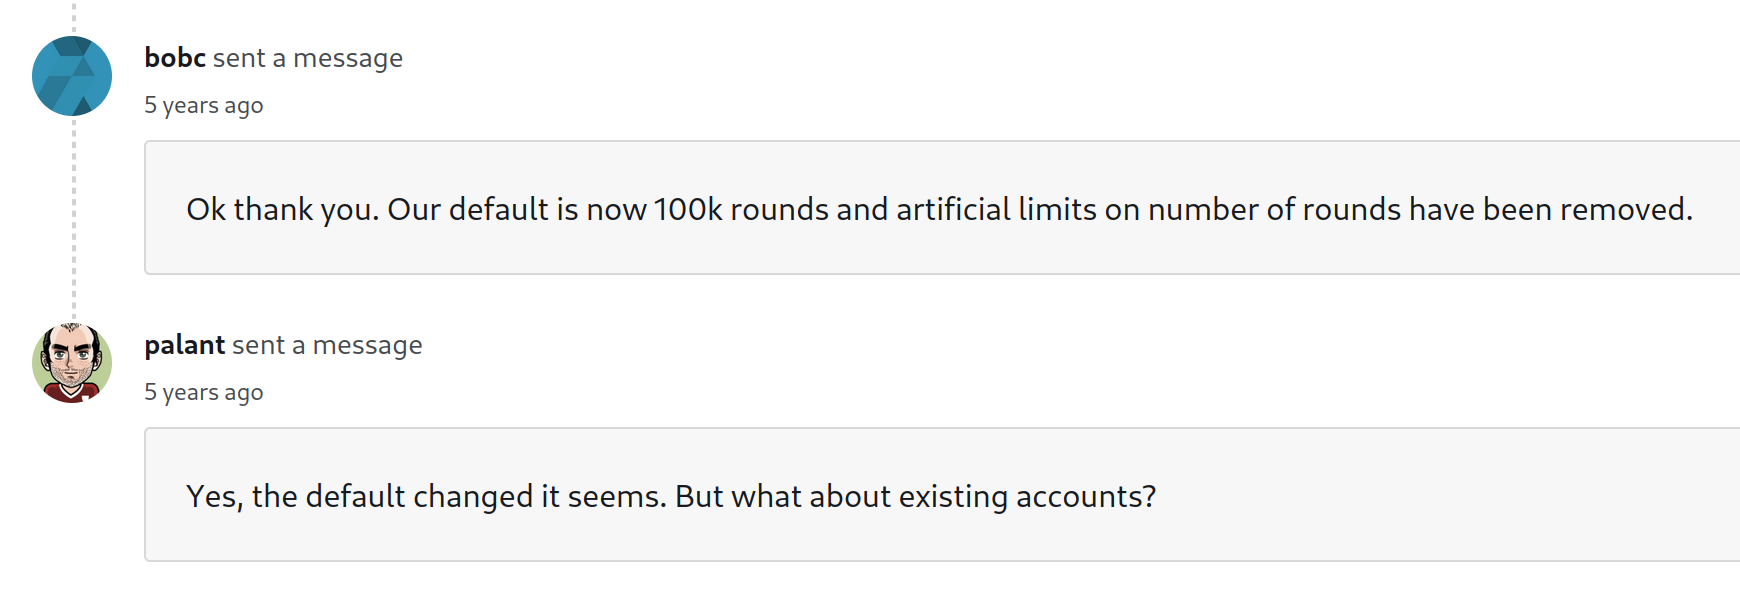 bobc sent a message
5 years ago
Ok thank you. Our default is now 100k rounds and artificial limits on number of rounds have been removed.
palant sent a message
5 years ago
Yes, the default changed it seems. But what about existing accounts?